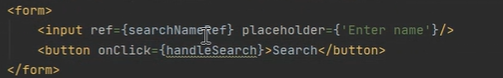 <form>
<input ref={searchNameRef} placeholder={'Enter name'}/>
<button onClick={handleSearch}>Search</button>
</form>